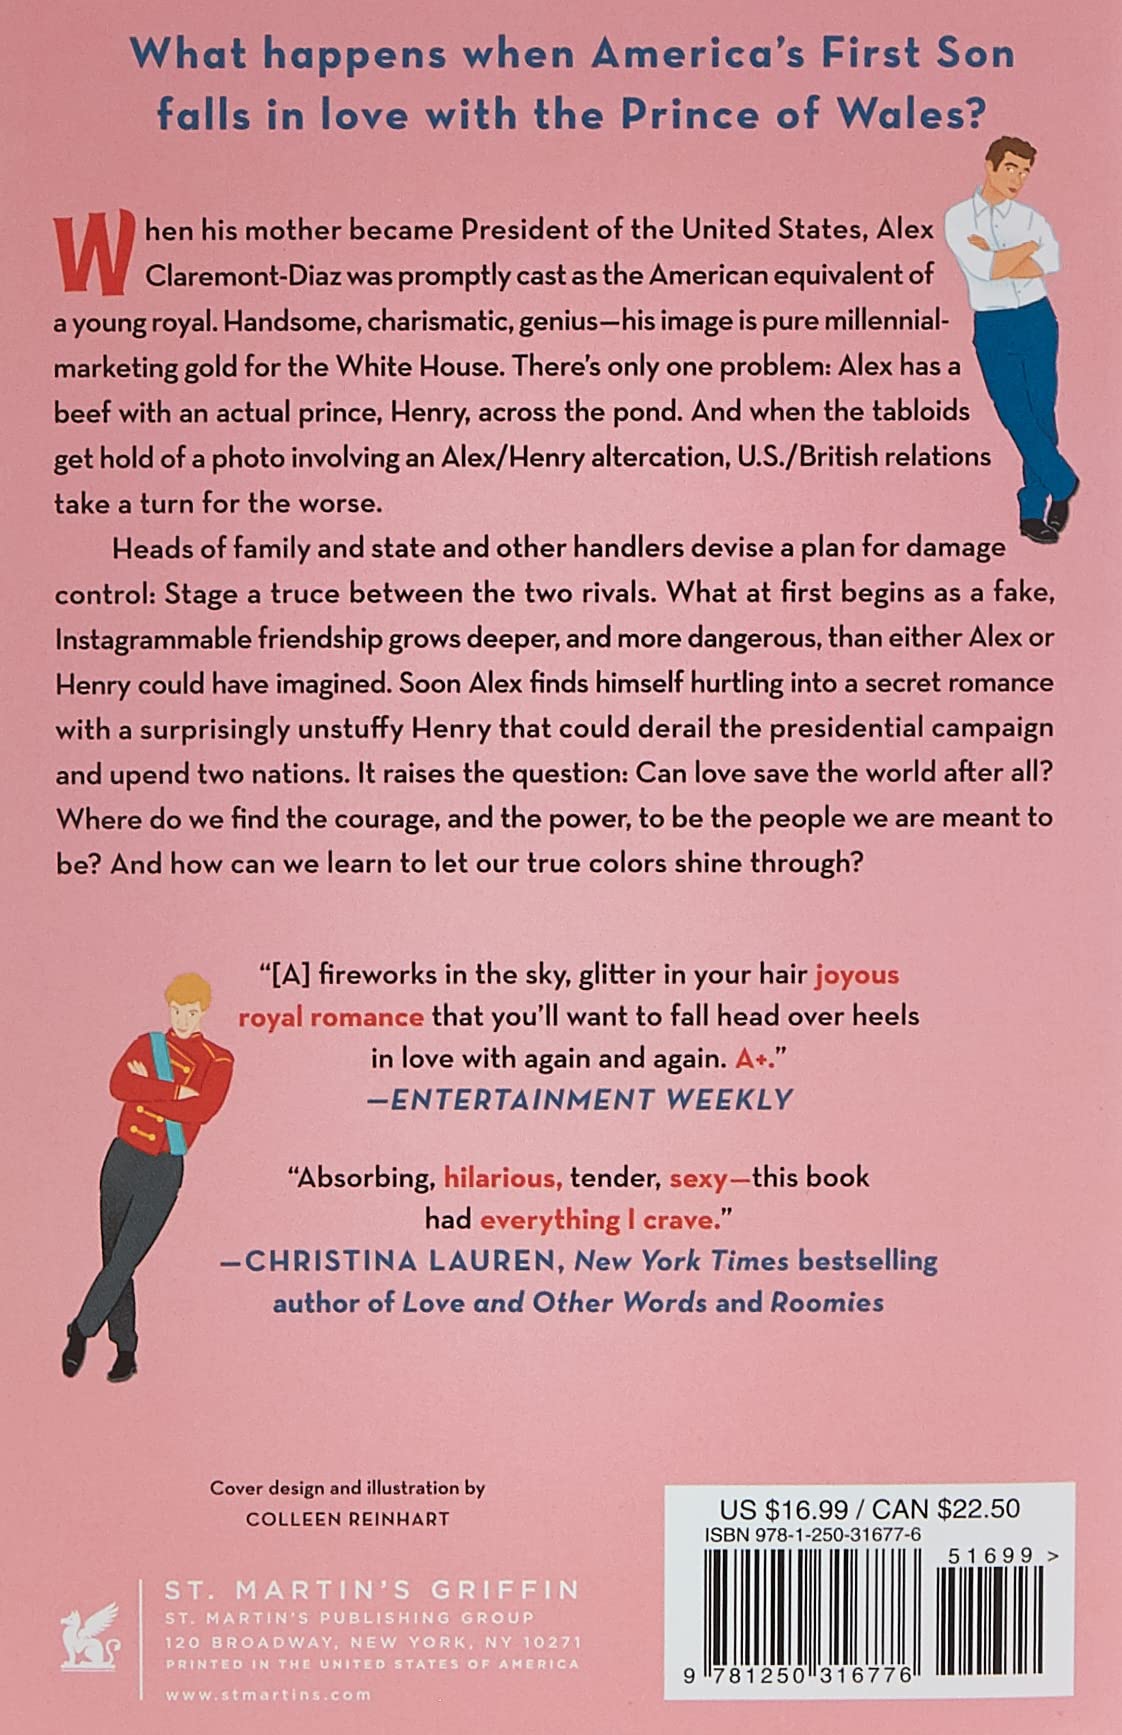 What happens when America's First Son
falls in love with the Prince of Wales?
When his mother became President of the United States, Alex
Claremont-Diaz was promptly cast as the American equivalent of
a young royal. Handsome, charismatic, genius—his image is pure millennial-
marketing gold for the White House. There's only one problem: Alex has a
beef with an actual prince, Henry, across the pond. And when the tabloids
get hold of a photo involving an Alex/Henry altercation, U.S./British relations
take a turn for the worse.
Heads of family and state and other handlers devise a plan for damage
control: Stage a truce between the two rivals. What at first begins as a fake,
Instagrammable friendship grows deeper, and more dangerous, than either Alex or
Henry could have imagined. Soon Alex finds himself hurtling into a secret romance
with a surprisingly unstuffy Henry that could derail the presidential campaign
and upend two nations. It raises the question: Can love save the world after all?
Where do we find the courage, and the power, to be the people we are meant to
be? And how can we learn to let our true colors shine through?
“[A] fireworks in the sky, glitter in your hair joyous
royal romance that you'll want to fall head over heels
in love with again and again. A+.”
—ENTERTAINMENT WEEKLY
“Absorbing, hilarious, tender, sexy—this book
had everything I crave.”
—CHRISTINA LAUREN, New York Times bestselling
author of Love and Other Words and Roomies
Cover design and illustration by
COLLEEN REINHART
ST. MARTIN'S GRIFFIN
ST. MARTIN'S PUBLISHING GROUP
120 BROADWAY, NEW YORK, NY 10271
PRINTED IN THE UNITED STATES OF AMERICA
www.stmartins.com
US $16.99 / CAN $22.50
ISBN 978-1-250-31677-6
51699 >
9 781250 316776